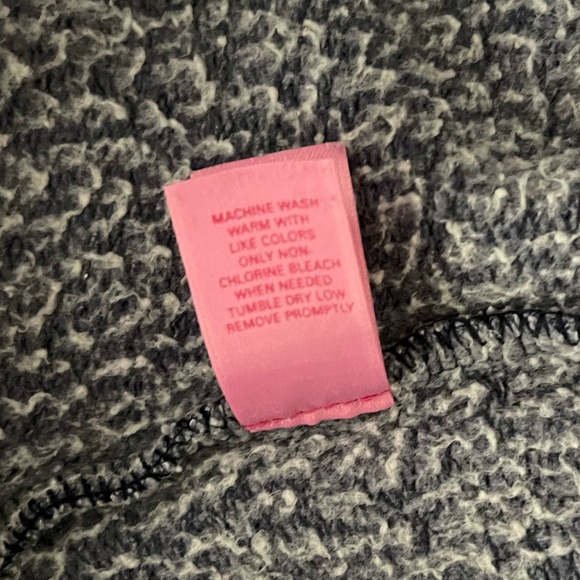 MACHINE WASH
WARM WITH
LIKE COLORS
ONLY NON-
CHLORINE BLEACH
WHEN NEEDED
TUMBLE DRY LOW
REMOVE PROMPTLY